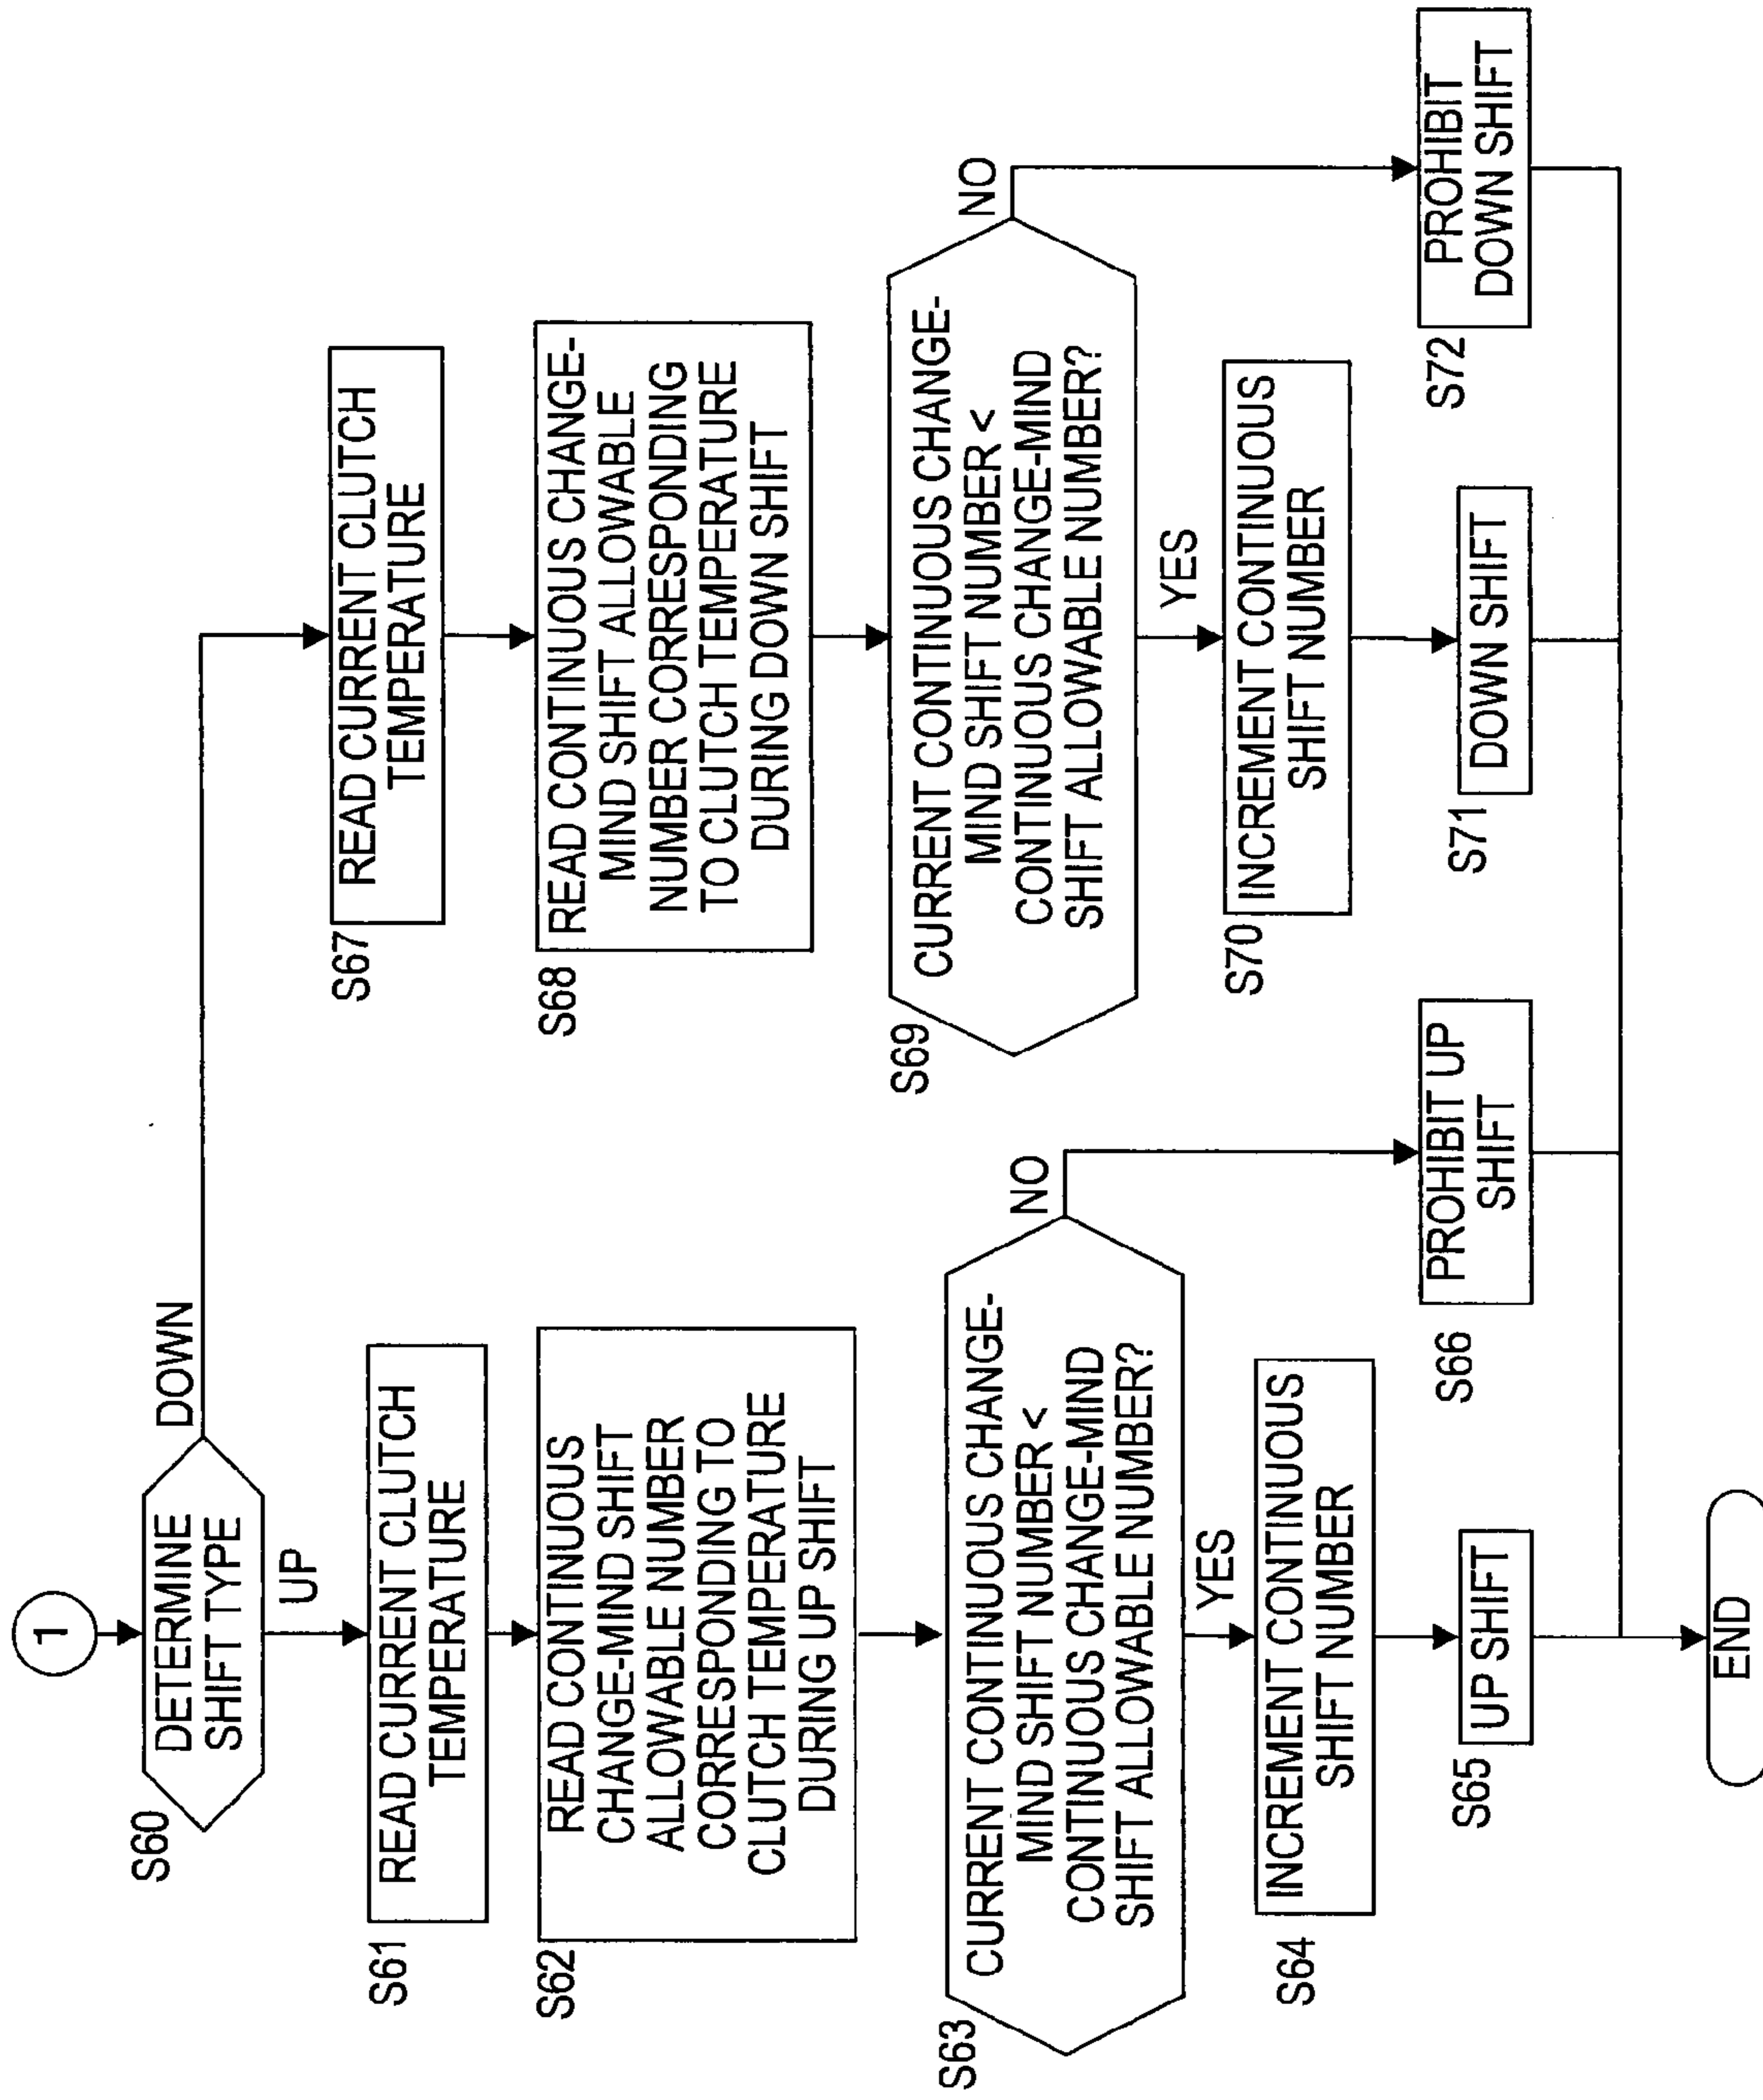 1
S60
DETERMINE
SHIFT TYPE
DOWN
UP
S61
READ CURRENT CLUTCH
TEMPERATURE
S62
READ CONTINUOUS
CHANGE-MIND SHIFT
ALLOWABLE NUMBER
CORRESPONDING TO
CLUTCH TEMPERATURE
DURING UP SHIFT
S63
CURRENT CONTINUOUS CHANGE-
MIND SHIFT NUMBER <
CONTINUOUS CHANGE-MIND
SHIFT ALLOWABLE NUMBER?
NO
YES
S64
INCREMENT CONTINUOUS
SHIFT NUMBER
S65
UP SHIFT
S66
PROHIBIT UP
SHIFT
S67
READ CURRENT CLUTCH
TEMPERATURE
S68
READ CONTINUOUS CHANGE-
MIND SHIFT ALLOWABLE
NUMBER CORRESPONDING
TO CLUTCH TEMPERATURE
DURING DOWN SHIFT
S69
CURRENT CONTINUOUS CHANGE-
MIND SHIFT NUMBER <
CONTINUOUS CHANGE-MIND
SHIFT ALLOWABLE NUMBER?
NO
YES
S70
INCREMENT CONTINUOUS
SHIFT NUMBER
S71
DOWN SHIFT
S72
PROHIBIT
DOWN SHIFT
END